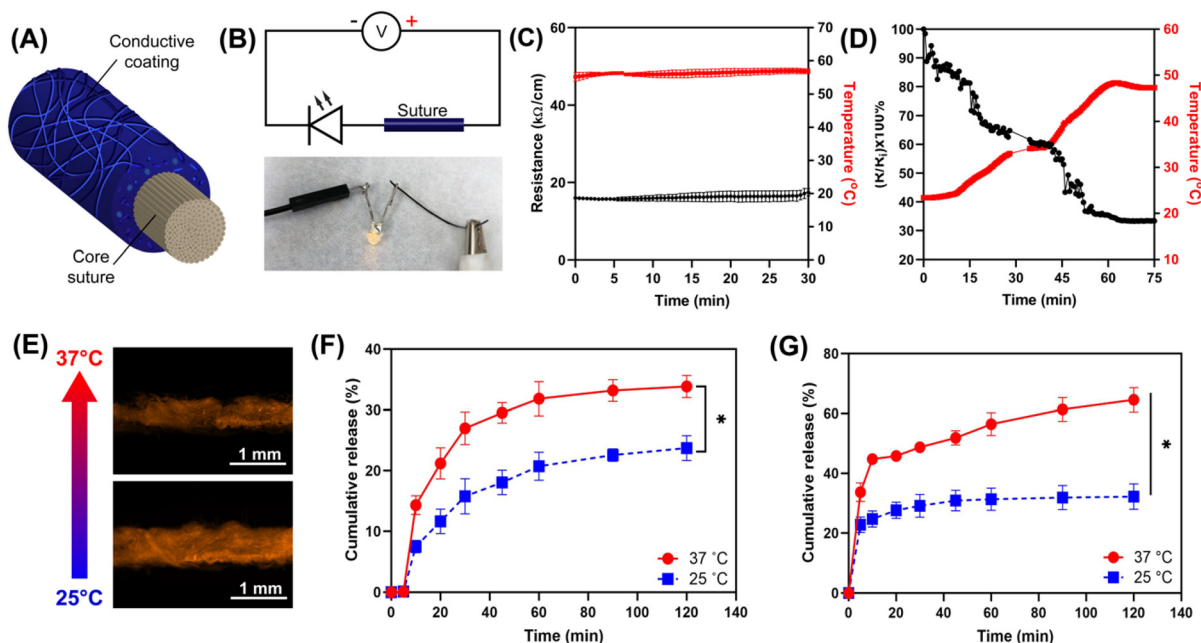 (A)
Conductive
coating
Core
suture
(B)
- V +
Suture
(C)
60
40
20
0
Resistance (kΩ/cm)
70
60
50
40
30
20
10
0
Temperature (°C)
0 5 10 15 20 25 30
Time (min)
(D)
100
90
80
70
60
50
40
30
20
(R/Ri)x100%
60
50
40
30
20
10
Temperature (°C)
0 15 30 45 60 75
Time (min)
(E)
37°C
25°C
1 mm
1 mm
(F)
40
30
20
10
0
Cumulative release (%)
*
37 °C
25 °C
0 20 40 60 80 100 120 140
Time (min)
(G)
80
60
40
20
0
Cumulative release (%)
*
37 °C
25 °C
0 20 40 60 80 100 120 140
Time (min)